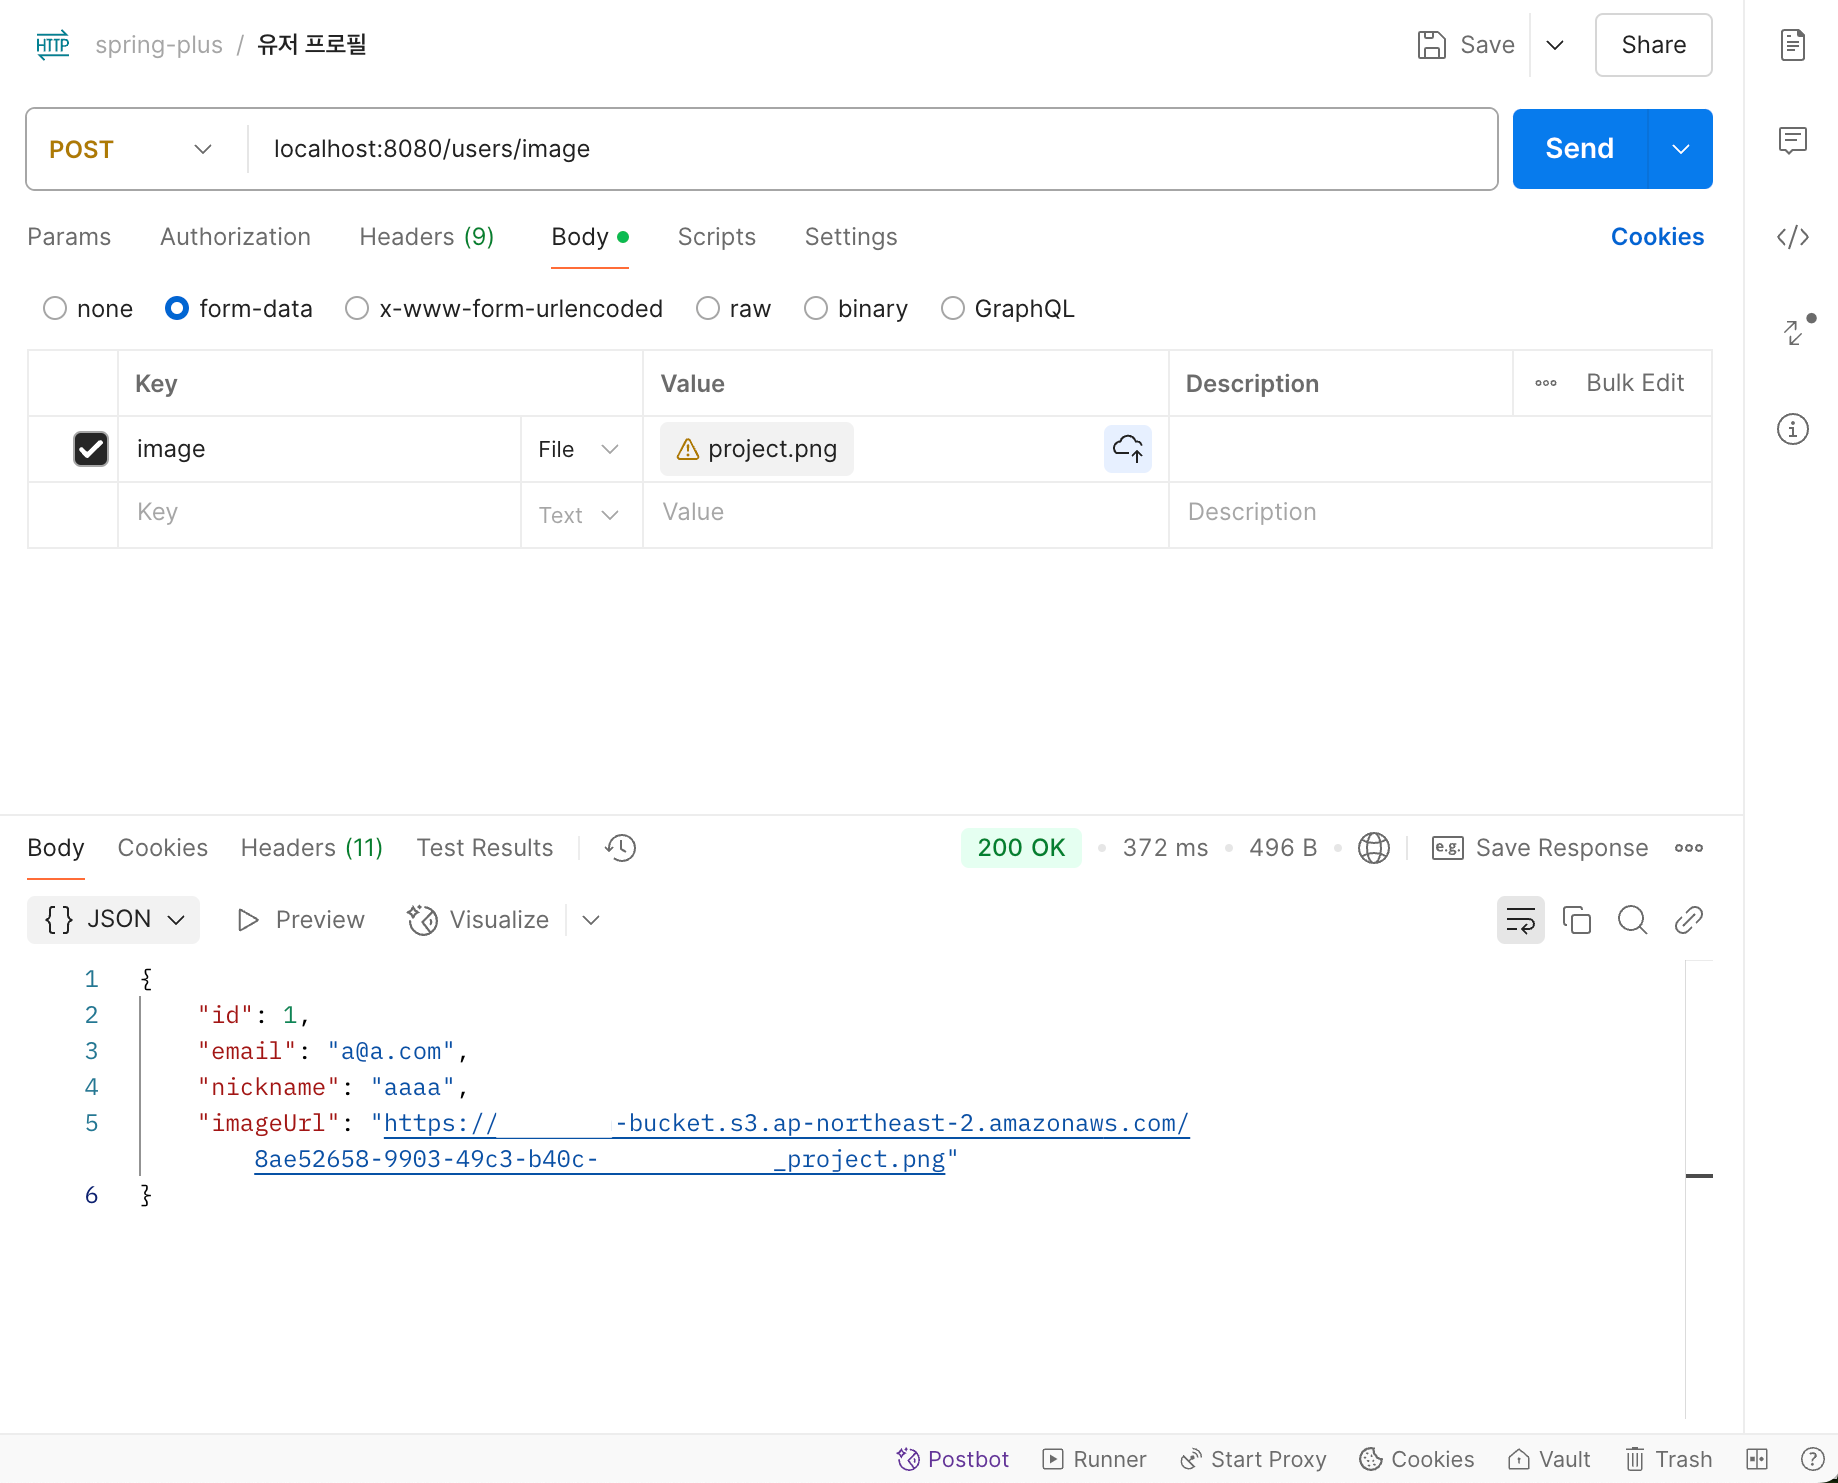 HTTP spring-plus / 유저 프로필 Save Share
POST localhost:8080/users/image Send
Params Authorization Headers (9) Body Scripts Settings Cookies
none form-data x-www-form-urlencoded raw binary GraphQL
Key Value Description Bulk Edit
image File project.png
Key Text Value Description
Body Cookies Headers (11) Test Results 200 OK 372 ms 496 B e.g. Save Response
{} JSON Preview Visualize
1 {
2 "id": 1,
3 "email": "a@a.com",
4 "nickname": "aaaa",
5 "imageUrl": "https:// -bucket.s3.ap-northeast-2.amazonaws.com/
8ae52658-9903-49c3-b40c- _project.png"
6 }
Postbot Runner Start Proxy Cookies Vault Trash